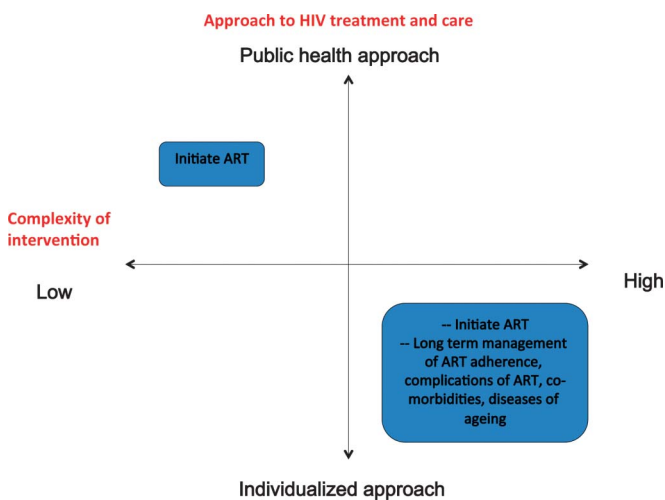 Approach to HIV treatment and care
Public health approach
Initiate ART
Complexity of
intervention
Low
High
-- Initiate ART
-- Long term management
of ART adherence,
complications of ART, co-
morbidities, diseases of
ageing
Individualized approach